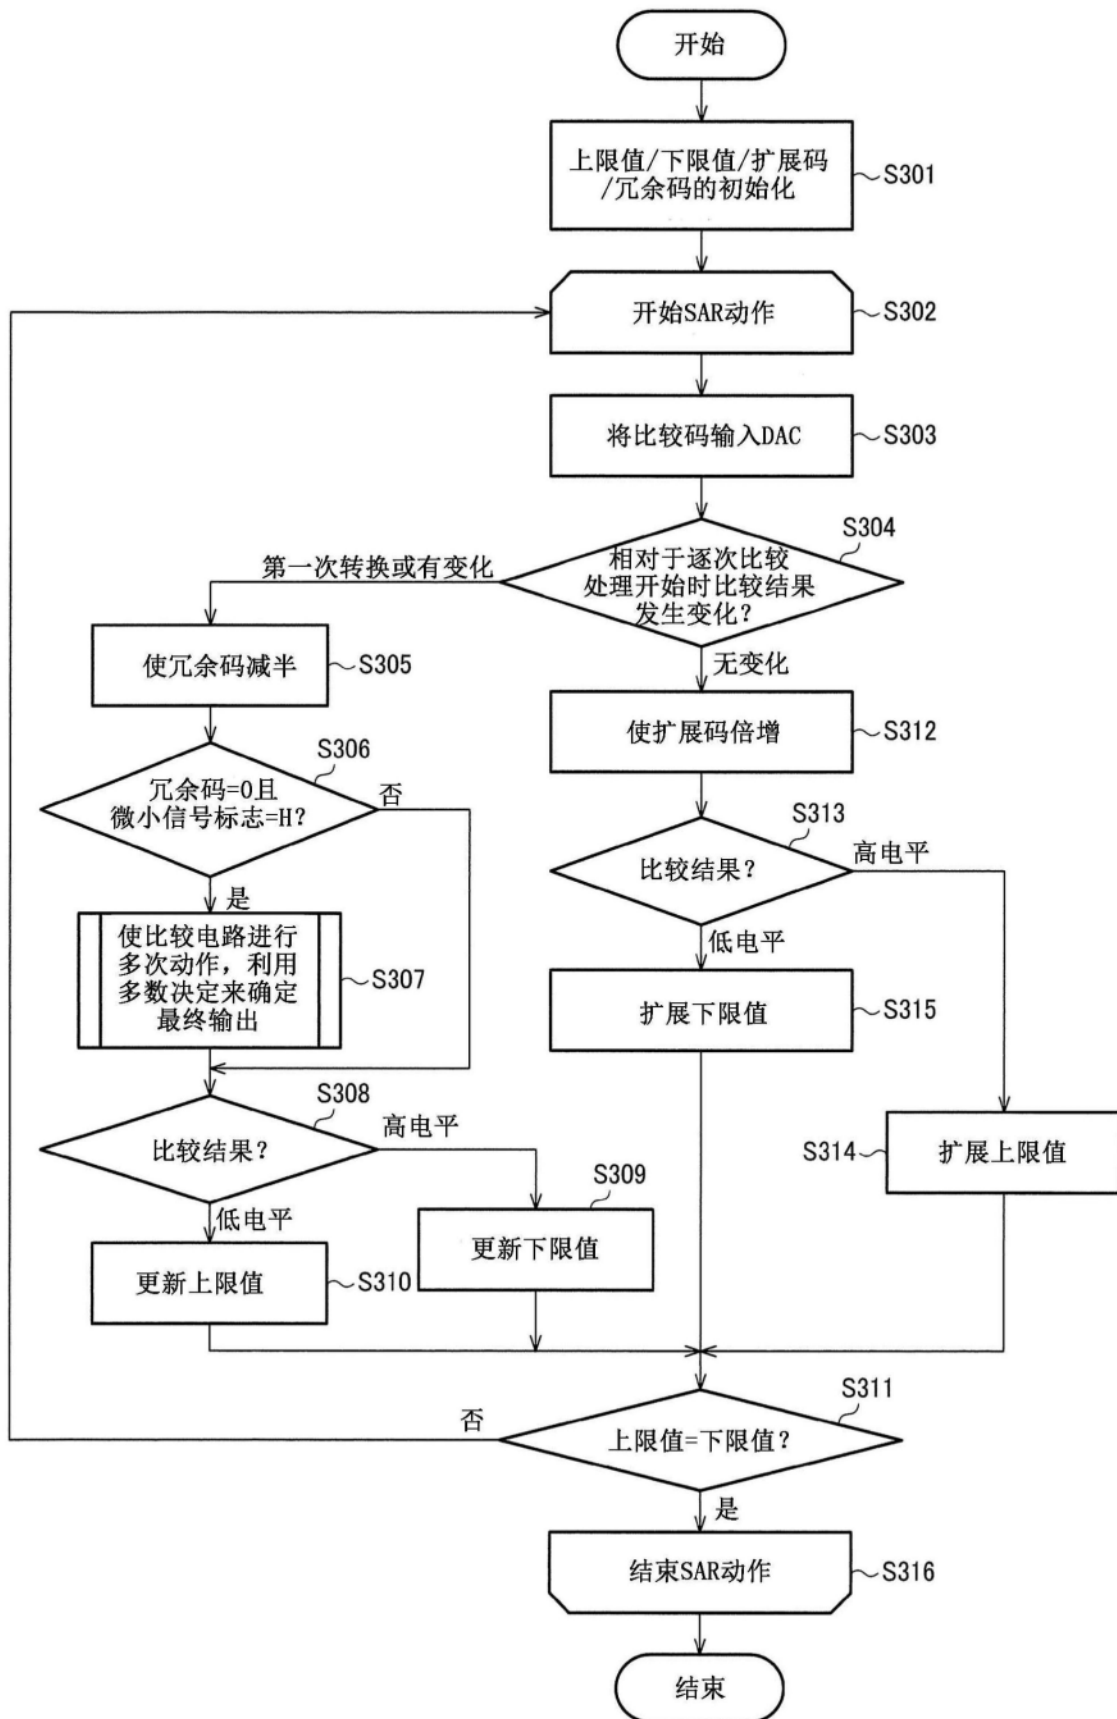 开始
上限值/下限值/扩展码
/冗余码的初始化
S301
开始SAR动作
S302
将比较码输入DAC
S303
相对于逐次比较
处理开始时比较结果
发生变化?
S304
第一次转换或有变化
无变化
使冗余码减半
S305
使扩展码倍增
S312
冗余码=0且
微小信号标志=H?
S306
否
是
比较结果?
S313
高电平
低电平
使比较电路进行
多次动作，利用
多数决定来确定
最终输出
S307
扩展下限值
S315
比较结果?
S308
高电平
低电平
S314
扩展上限值
更新下限值
S309
更新上限值
S310
上限值=下限值?
S311
否
是
结束SAR动作
S316
结束